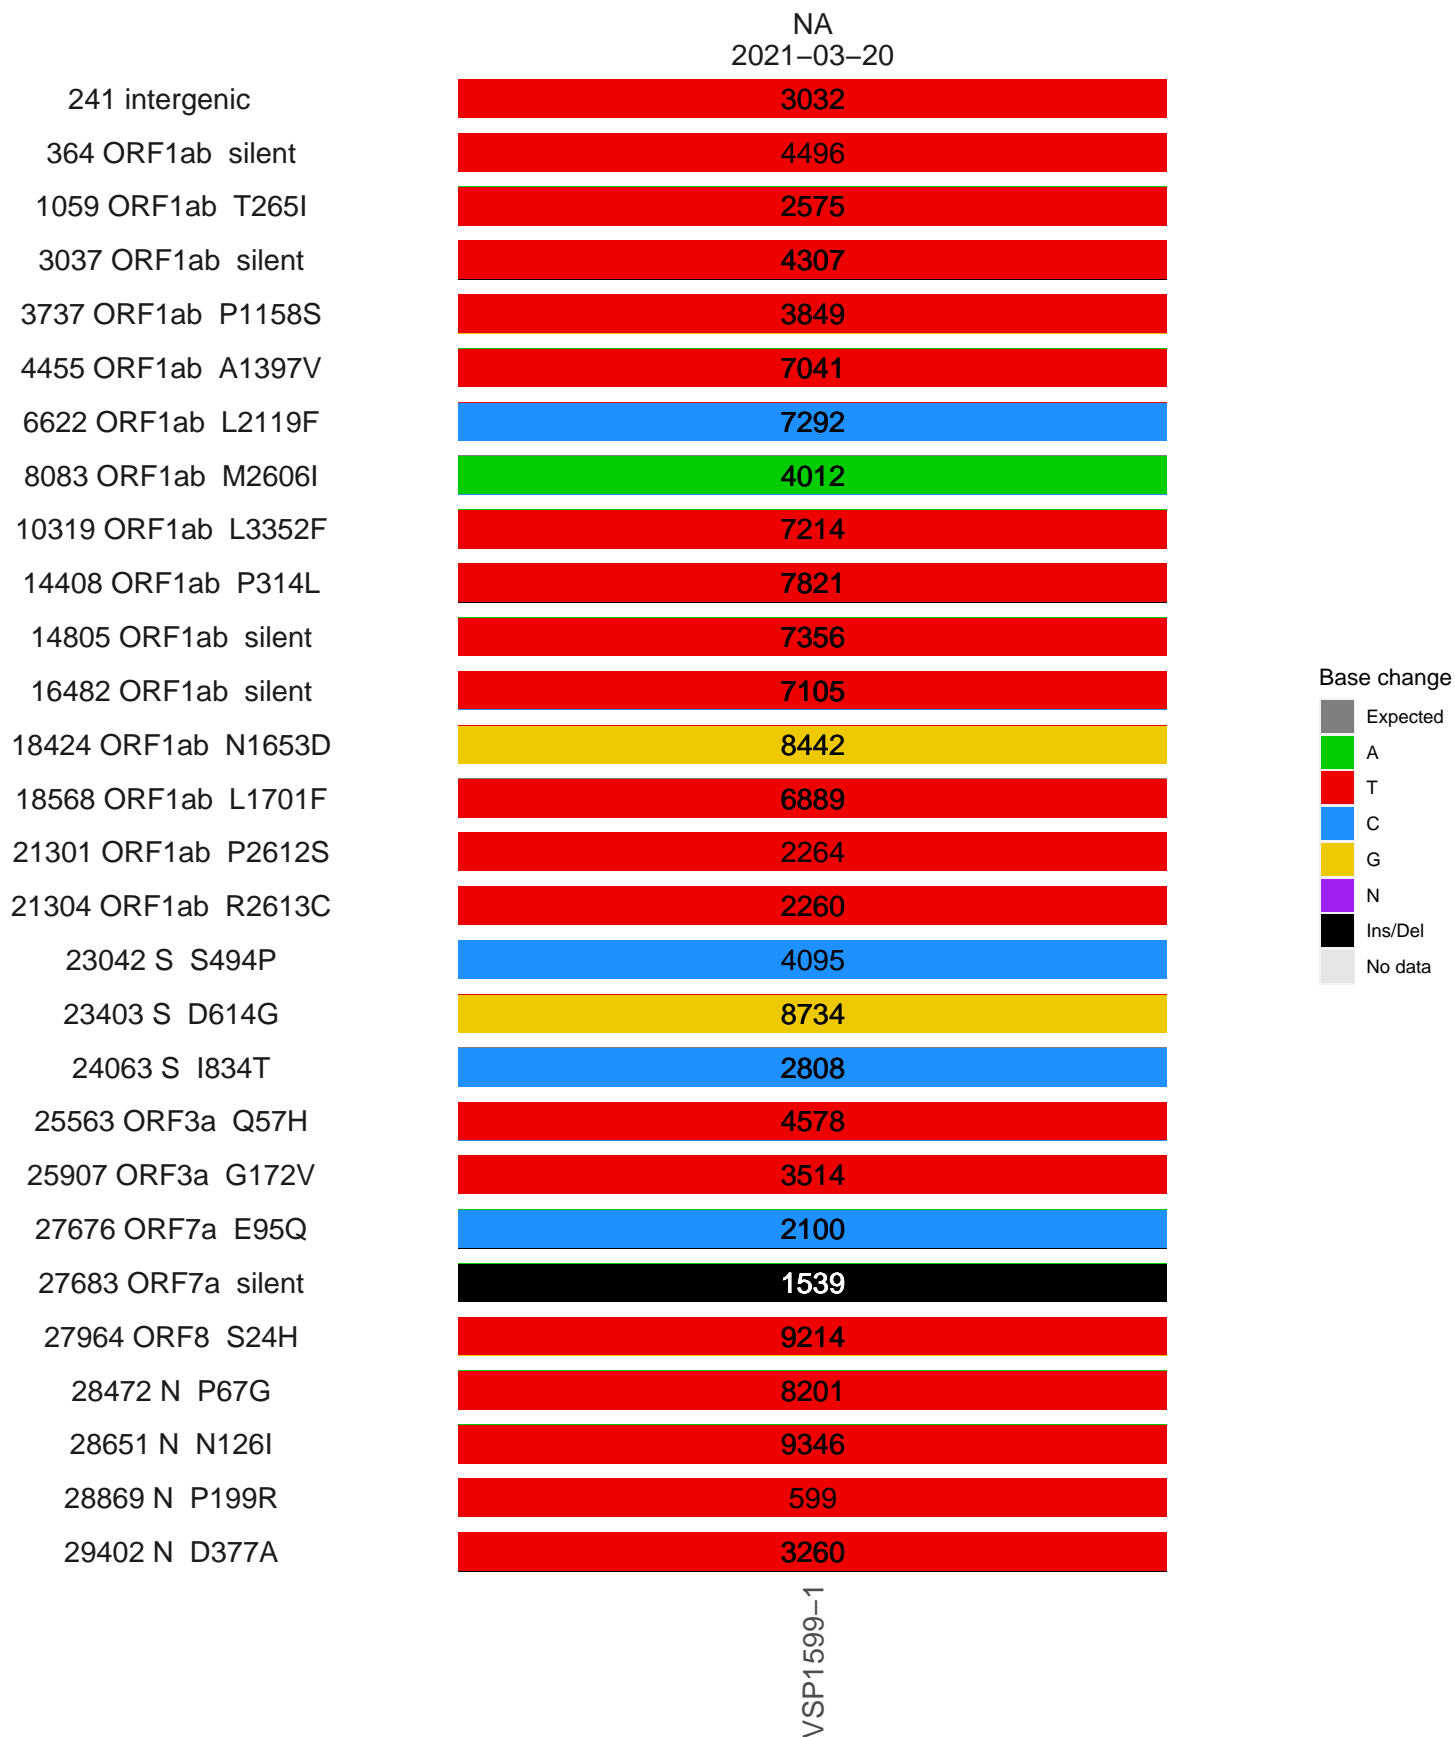 NA
2021−03−20
241 intergenic 3032
364 ORF1ab silent 4496
1059 ORF1ab T265I 2575
3037 ORF1ab silent 4307
3737 ORF1ab P1158S 3849
4455 ORF1ab A1397V 7041
6622 ORF1ab L2119F 7292
8083 ORF1ab M2606I 4012
10319 ORF1ab L3352F 7214
14408 ORF1ab P314L 7821
14805 ORF1ab silent 7356
16482 ORF1ab silent 7105
18424 ORF1ab N1653D 8442
18568 ORF1ab L1701F 6889
21301 ORF1ab P2612S 2264
21304 ORF1ab R2613C 2260
23042 S S494P 4095
23403 S D614G 8734
24063 S I834T 2808
25563 ORF3a Q57H 4578
25907 ORF3a G172V 3514
27676 ORF7a E95Q 2100
27683 ORF7a silent 1539
27964 ORF8 S24H 9214
28472 N P67G 8201
28651 N N126I 9346
28869 N P199R 599
29402 N D377A 3260
VSP1599−1
Base change
Expected
A
T
C
G
N
Ins/Del
No data